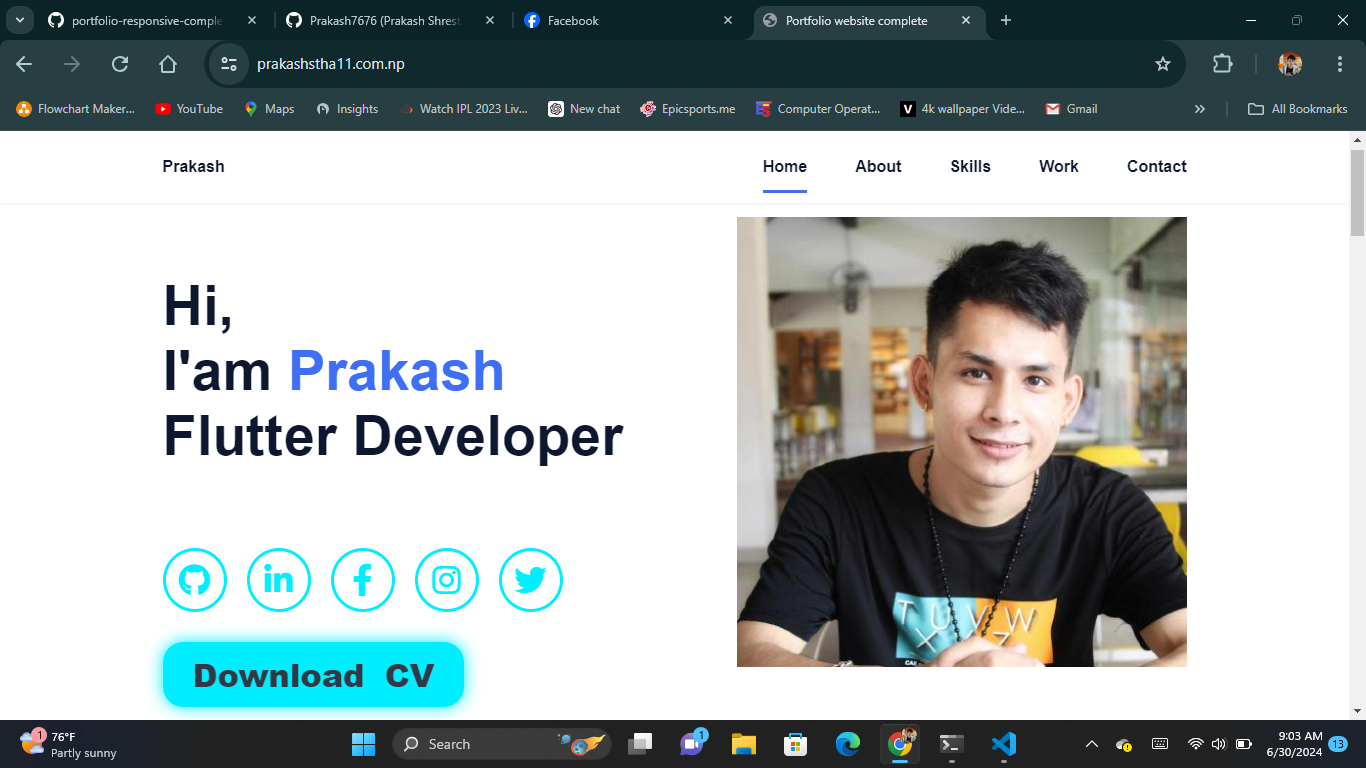 portfolio-responsive-comple
Prakash7676 (Prakash Shrest
Facebook
Portfolio website complete
prakashstha11.com.np
Flowchart Maker...
YouTube
Maps
Insights
Watch IPL 2023 Liv...
New chat
Epicsports.me
Computer Operat...
4k wallpaper Vide...
Gmail
All Bookmarks
Prakash
Home
About
Skills
Work
Contact
Hi,
I'am Prakash
Flutter Developer
Download CV
T U V W
X Z
1
76°F
Partly sunny
Search
1
9:03 AM
6/30/2024
13